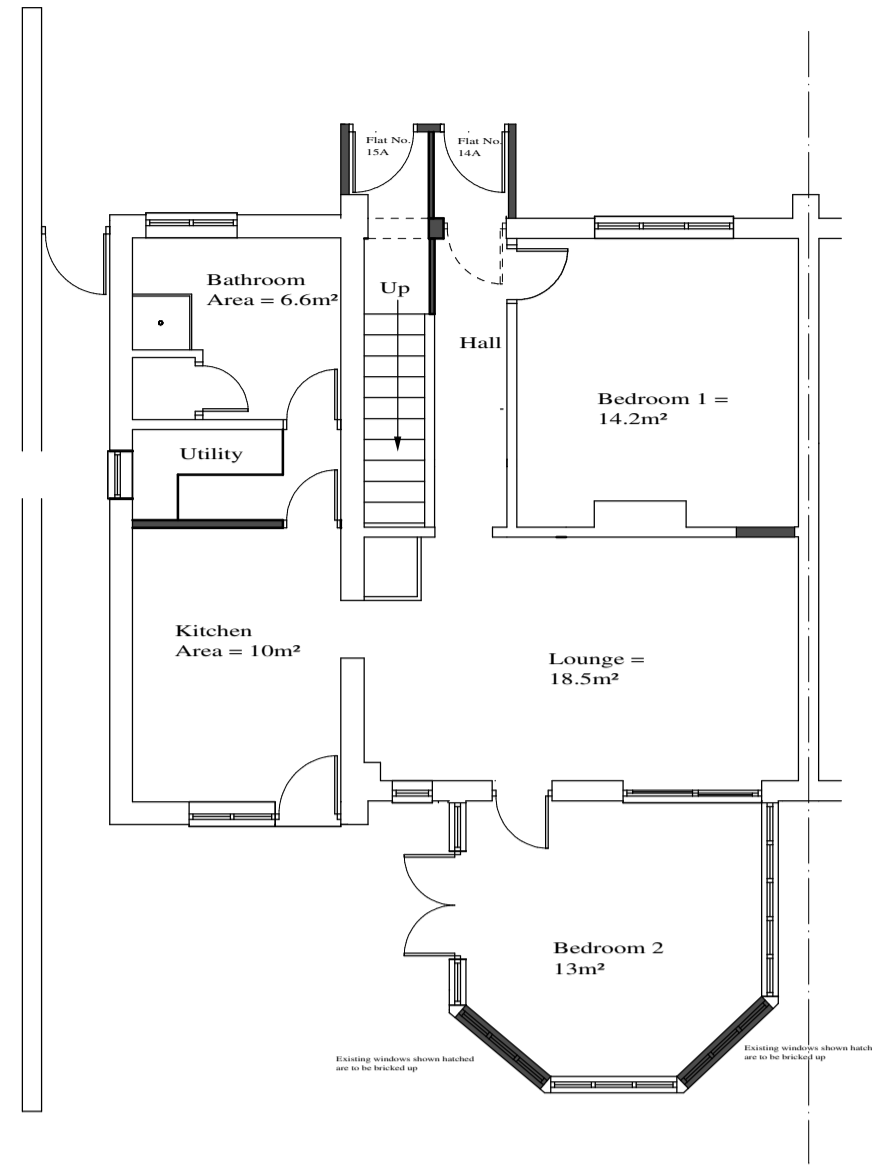 Flat No.
15A
Flat No.
14A
Bathroom
Area = 6.6m²
Up
Hall
Bedroom 1 =
14.2m²
Utility
Kitchen
Area = 10m²
Lounge =
18.5m²
Bedroom 2
13m²
Existing windows shown hatched
are to be bricked up
Existing windows shown hatch
are to be bricked up